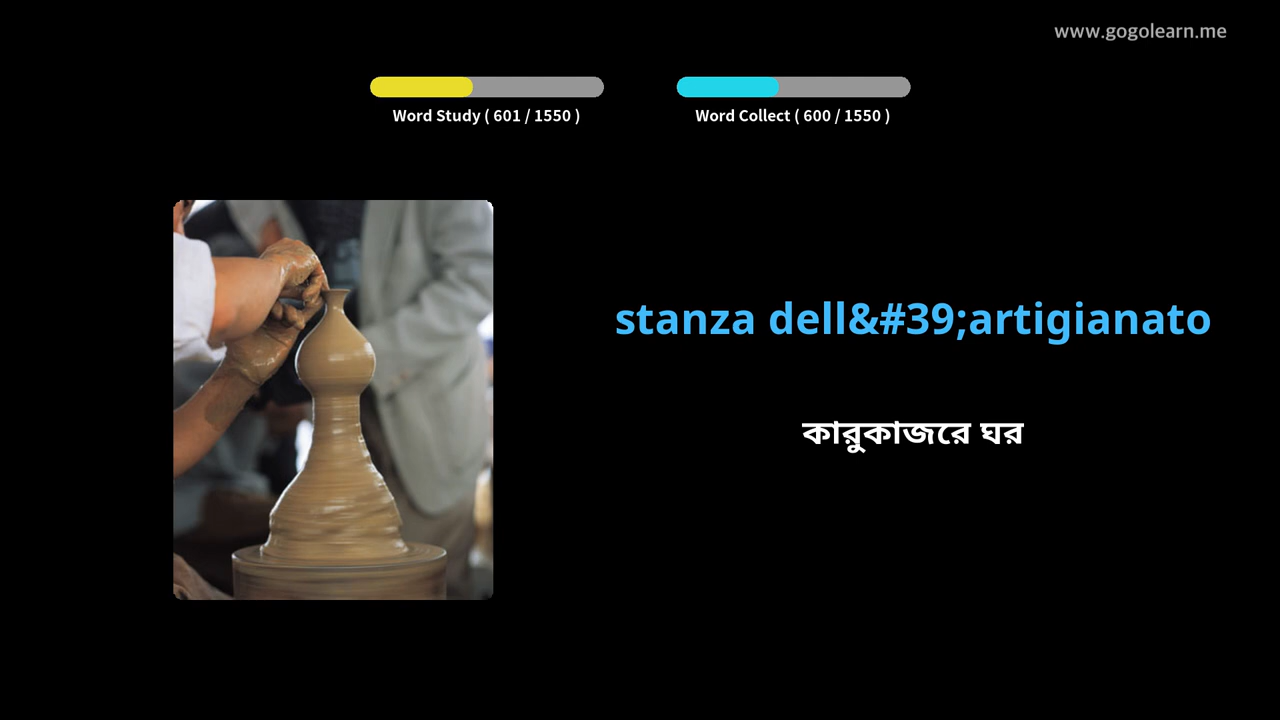 www.gogolearn.me
Word Study ( 601 / 1550 )
Word Collect ( 600 / 1550 )
stanza dell&#39;artigianato
কারুকাজরে ঘর